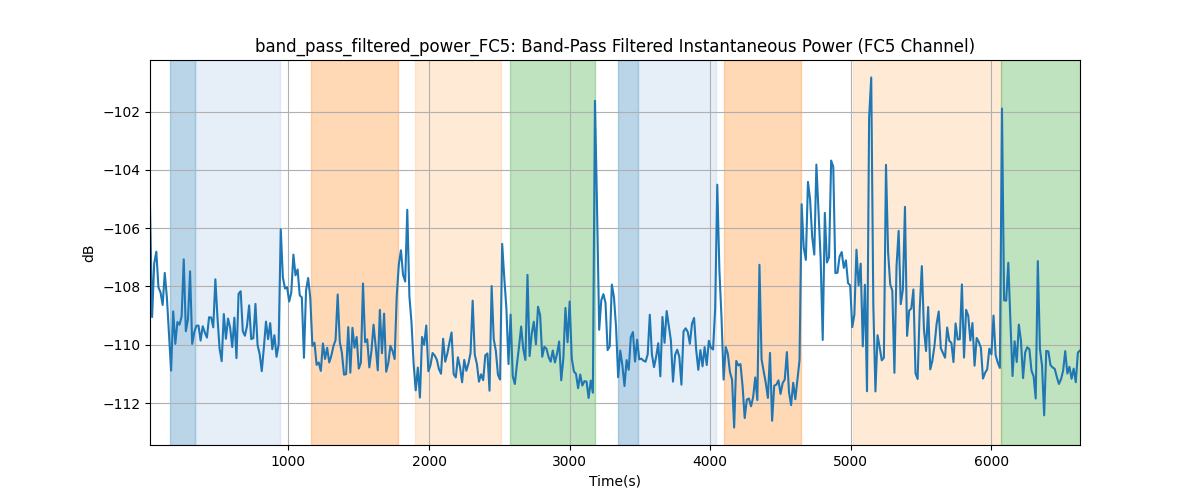 band_pass_filtered_power_FC5: Band-Pass Filtered Instantaneous Power (FC5 Channel)
−102
−104
−106
−108
−110
−112
dB
1000 2000 3000 4000 5000 6000
Time(s)